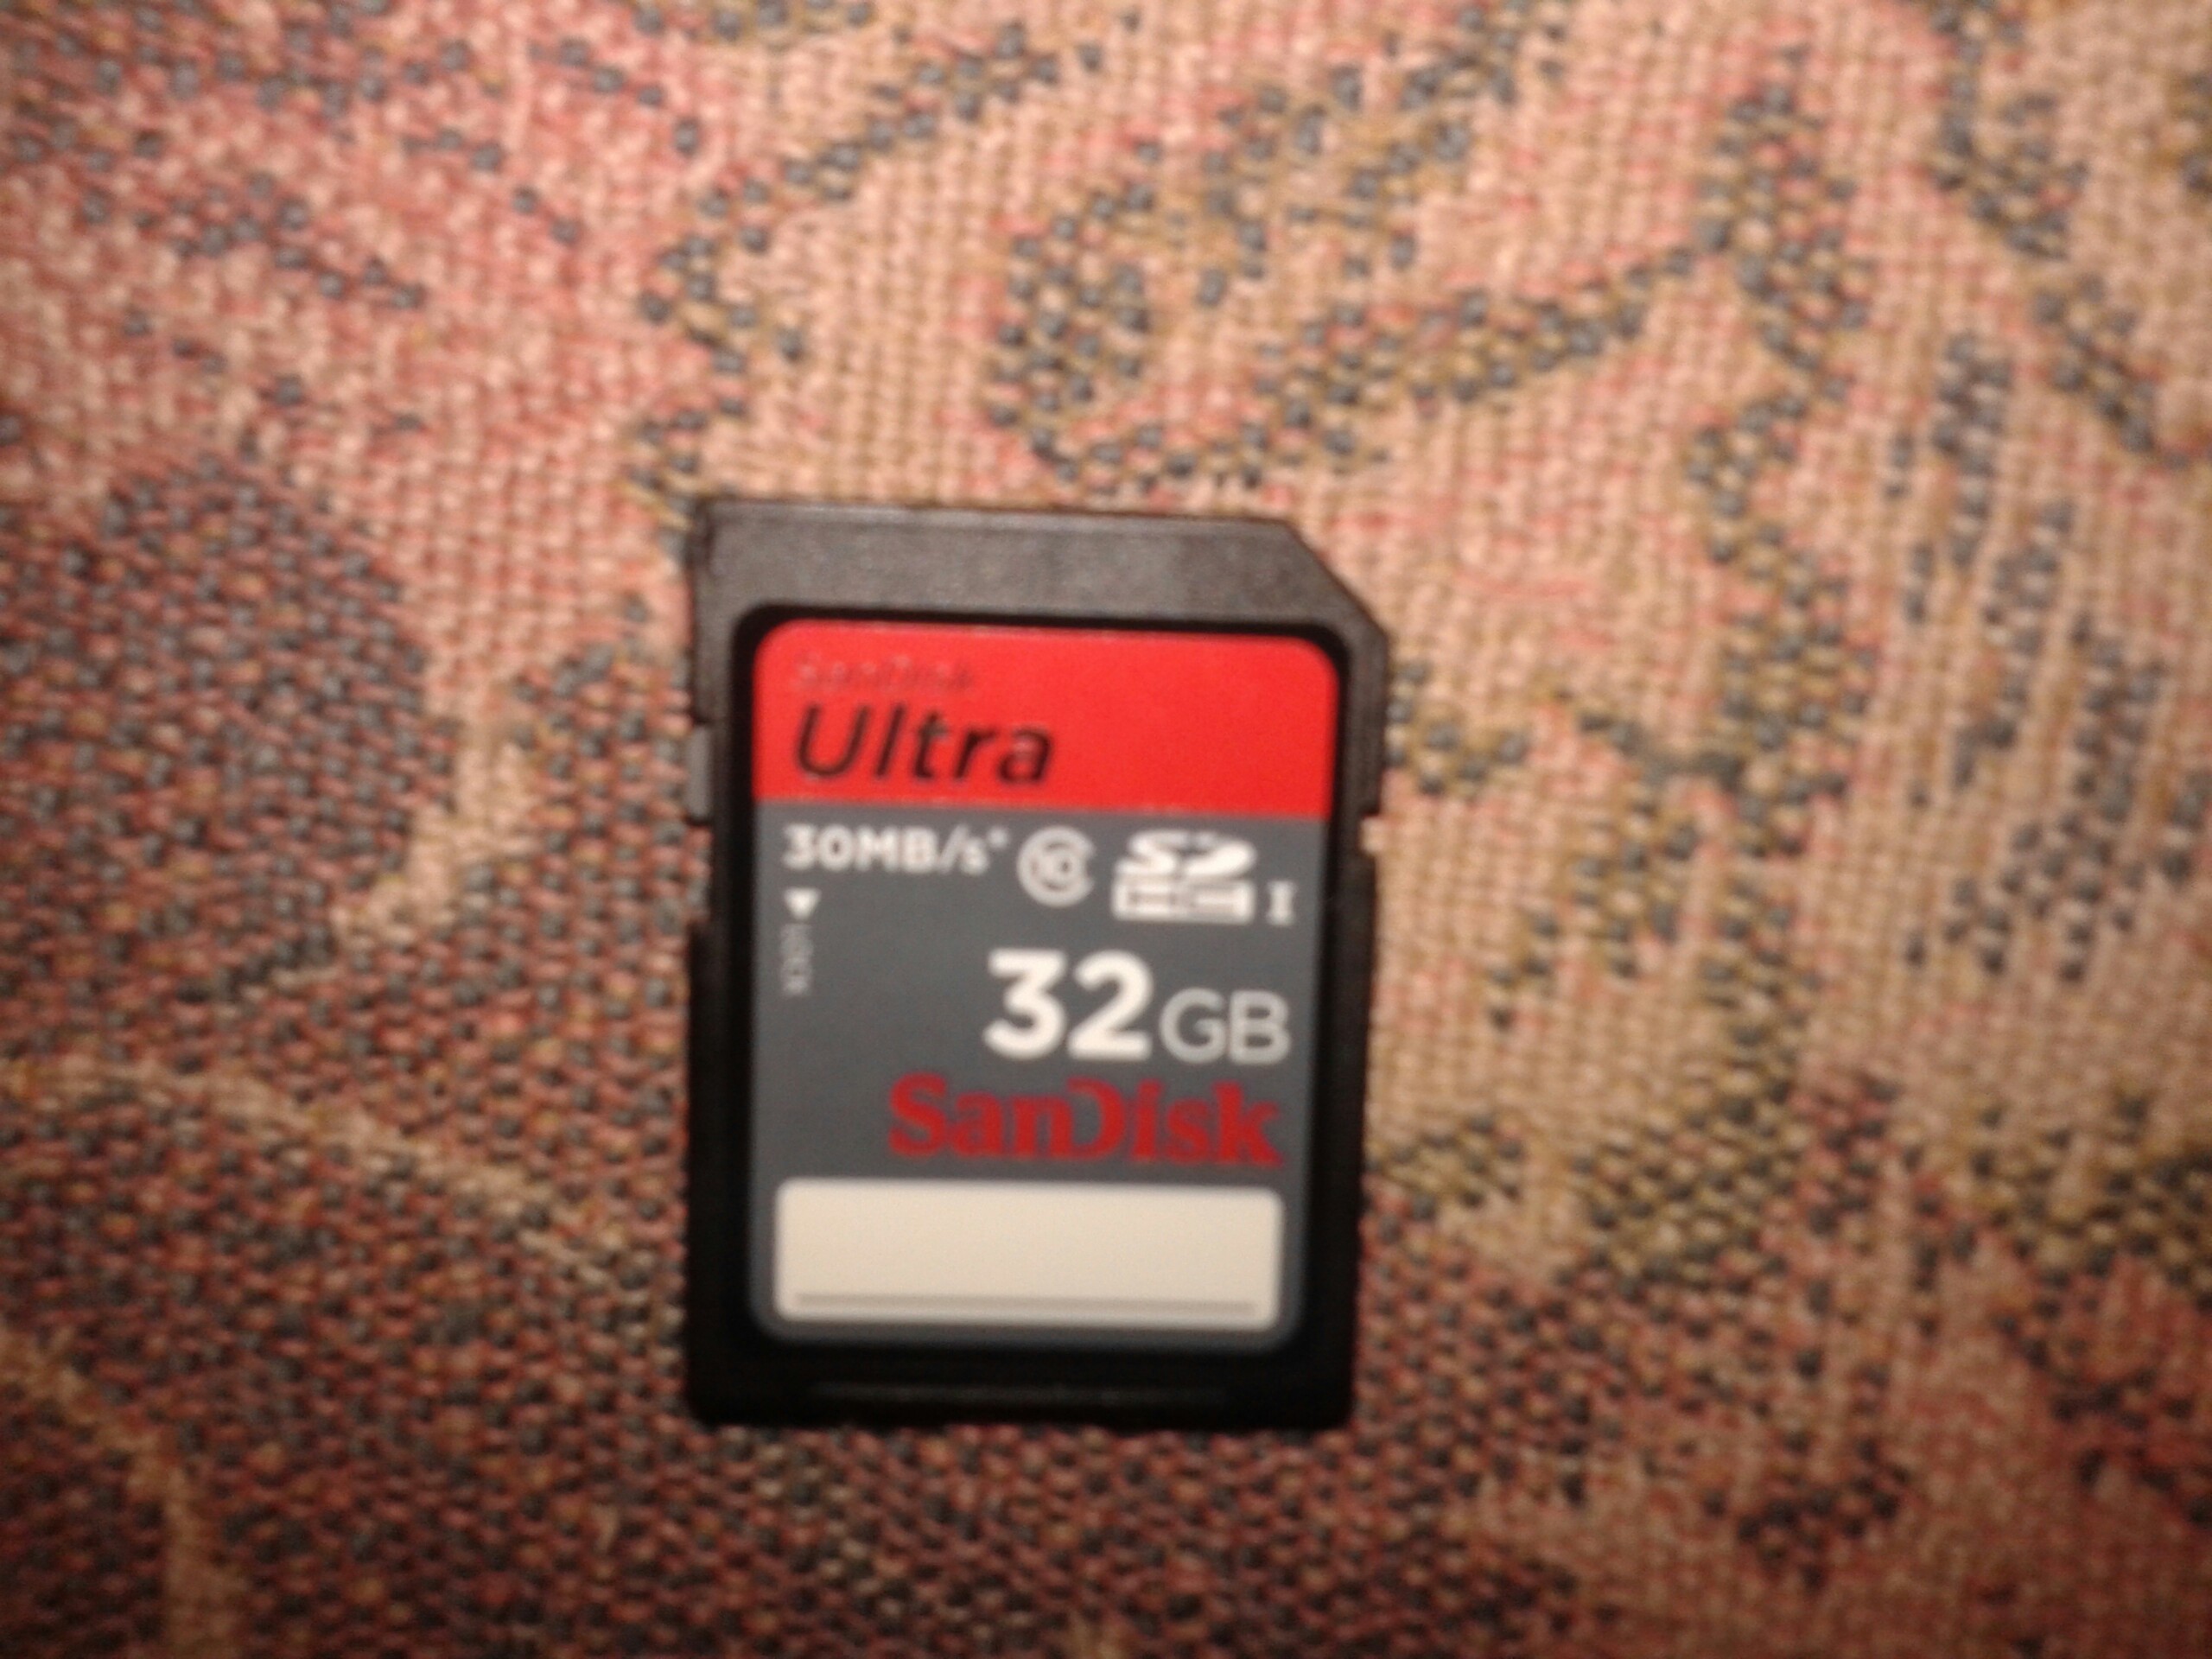 SanDisk
Ultra
30MB/s* 10 SD
HC I
LOCK
32GB
SanDisk